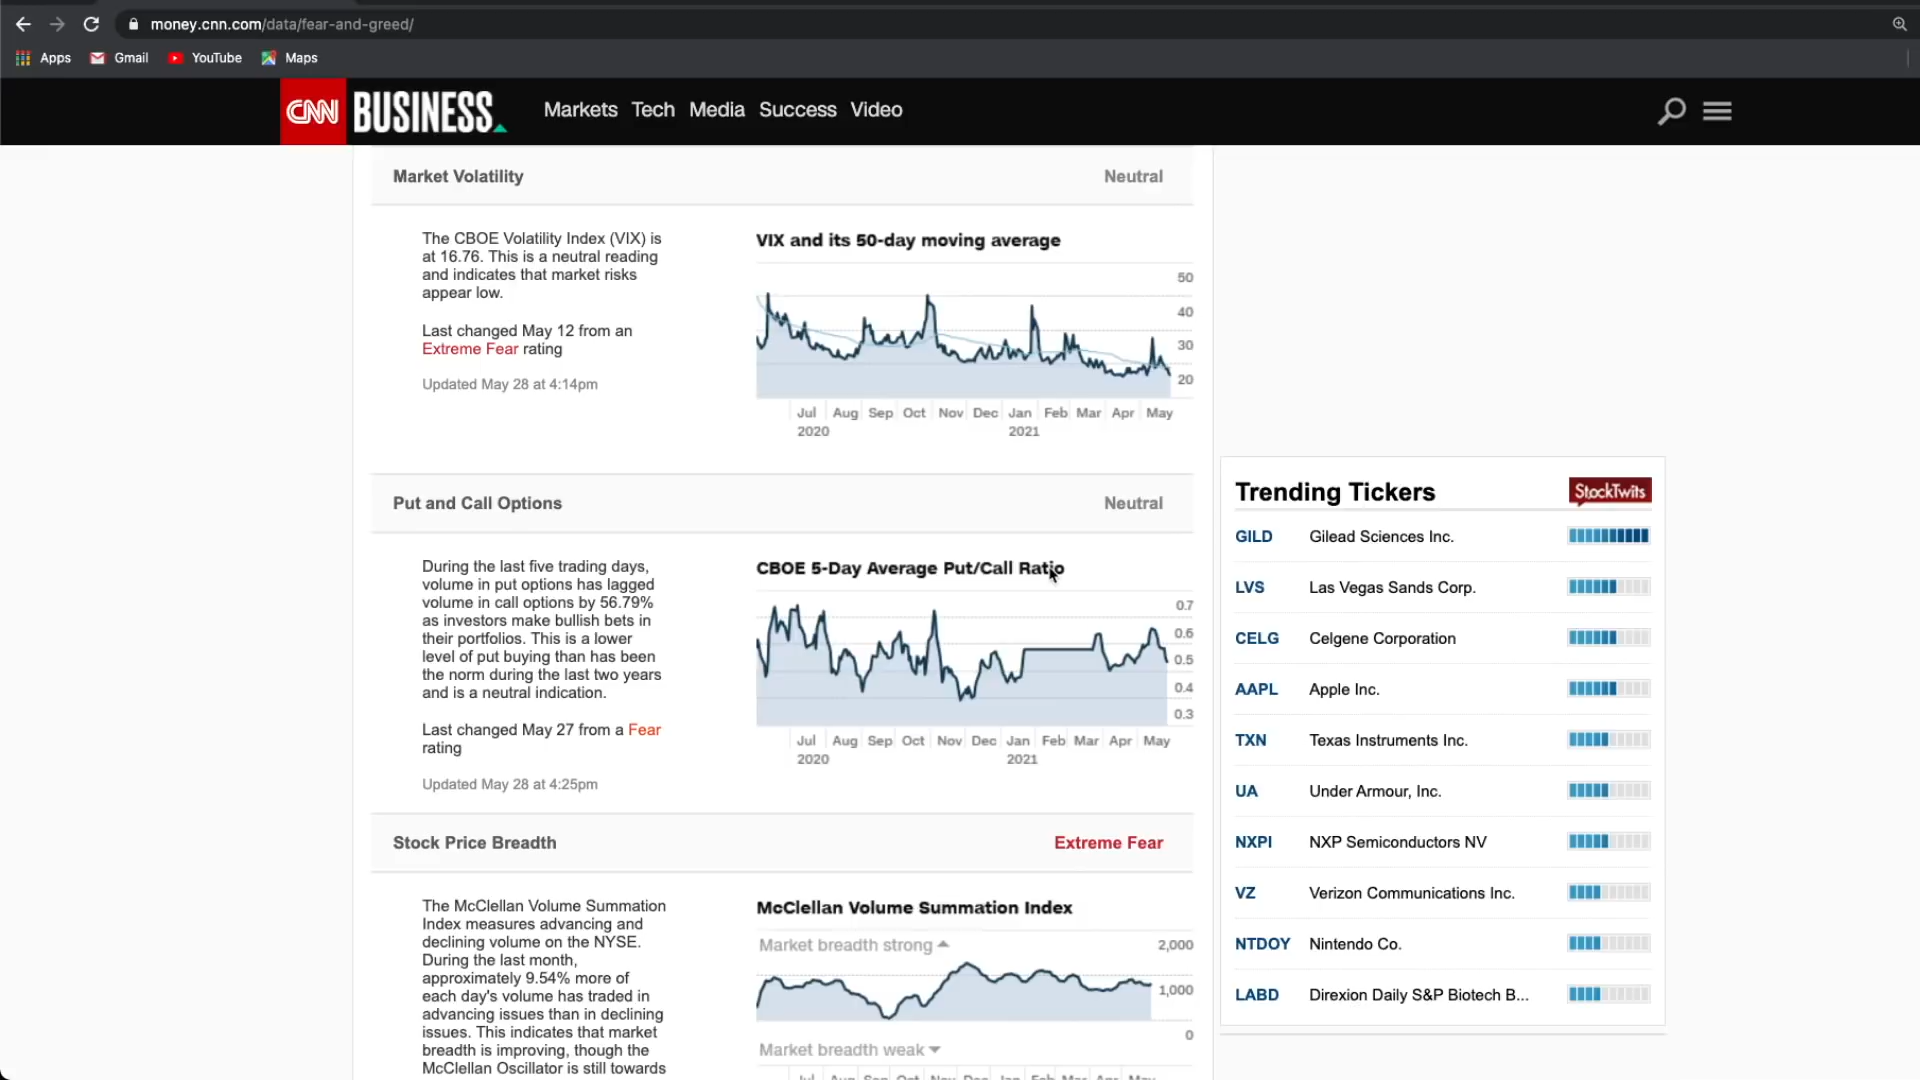 money.cnn.com/data/fear-and-greed/
Apps Gmail YouTube Maps
CNN BUSINESS Markets Tech Media Success Video
Market Volatility Neutral
The CBOE Volatility Index (VIX) is
at 16.76. This is a neutral reading
and indicates that market risks
appear low.
Last changed May 12 from an
Extreme Fear rating
Updated May 28 at 4:14pm
VIX and its 50-day moving average
50
40
30
20
Jul Aug Sep Oct Nov Dec Jan Feb Mar Apr May
2020 2021
Put and Call Options Neutral
During the last five trading days,
volume in put options has lagged
volume in call options by 56.79%
as investors make bullish bets in
their portfolios. This is a lower
level of put buying than has been
the norm during the last two years
and is a neutral indication.
Last changed May 27 from a Fear
rating
Updated May 28 at 4:25pm
CBOE 5-Day Average Put/Call Ratio
0.7
0.6
0.5
0.4
0.3
Jul Aug Sep Oct Nov Dec Jan Feb Mar Apr May
2020 2021
Stock Price Breadth Extreme Fear
The McClellan Volume Summation
Index measures advancing and
declining volume on the NYSE.
During the last month,
approximately 9.54% more of
each day's volume has traded in
advancing issues than in declining
issues. This indicates that market
breadth is improving, though the
McClellan Oscillator is still towards
McClellan Volume Summation Index
Market breadth strong
2,000
1,000
0
Market breadth weak
Jul Aug Sep Oct Nov Dec Jan Feb Mar Apr May
Trending Tickers StockTwits
GILD Gilead Sciences Inc.
LVS Las Vegas Sands Corp.
CELG Celgene Corporation
AAPL Apple Inc.
TXN Texas Instruments Inc.
UA Under Armour, Inc.
NXPI NXP Semiconductors NV
VZ Verizon Communications Inc.
NTDOY Nintendo Co.
LABD Direxion Daily S&P Biotech B...